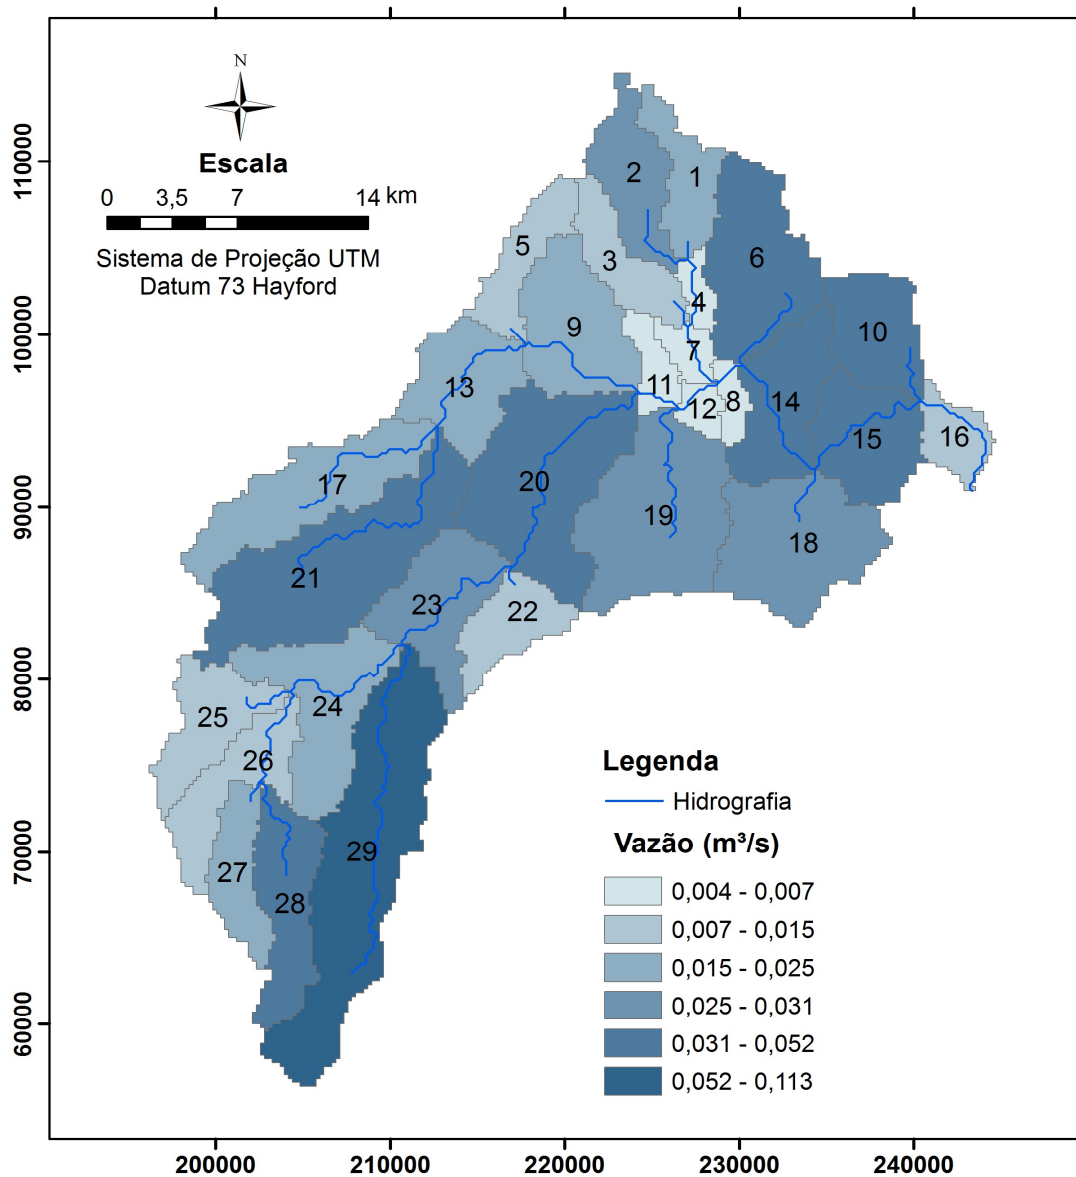 N
Escala
0 3,5 7 14 km
Sistema de Projeção UTM
Datum 73 Hayford
110000
100000
90000
80000
70000
60000
2
1
5
3
6
4
9
10
7
11
12
8
13
14
15
16
17
20
19
18
21
23
22
25
24
26
27
28
29
Legenda
Hidrografia
Vazão (m³/s)
0,004 - 0,007
0,007 - 0,015
0,015 - 0,025
0,025 - 0,031
0,031 - 0,052
0,052 - 0,113
200000 210000 220000 230000 240000